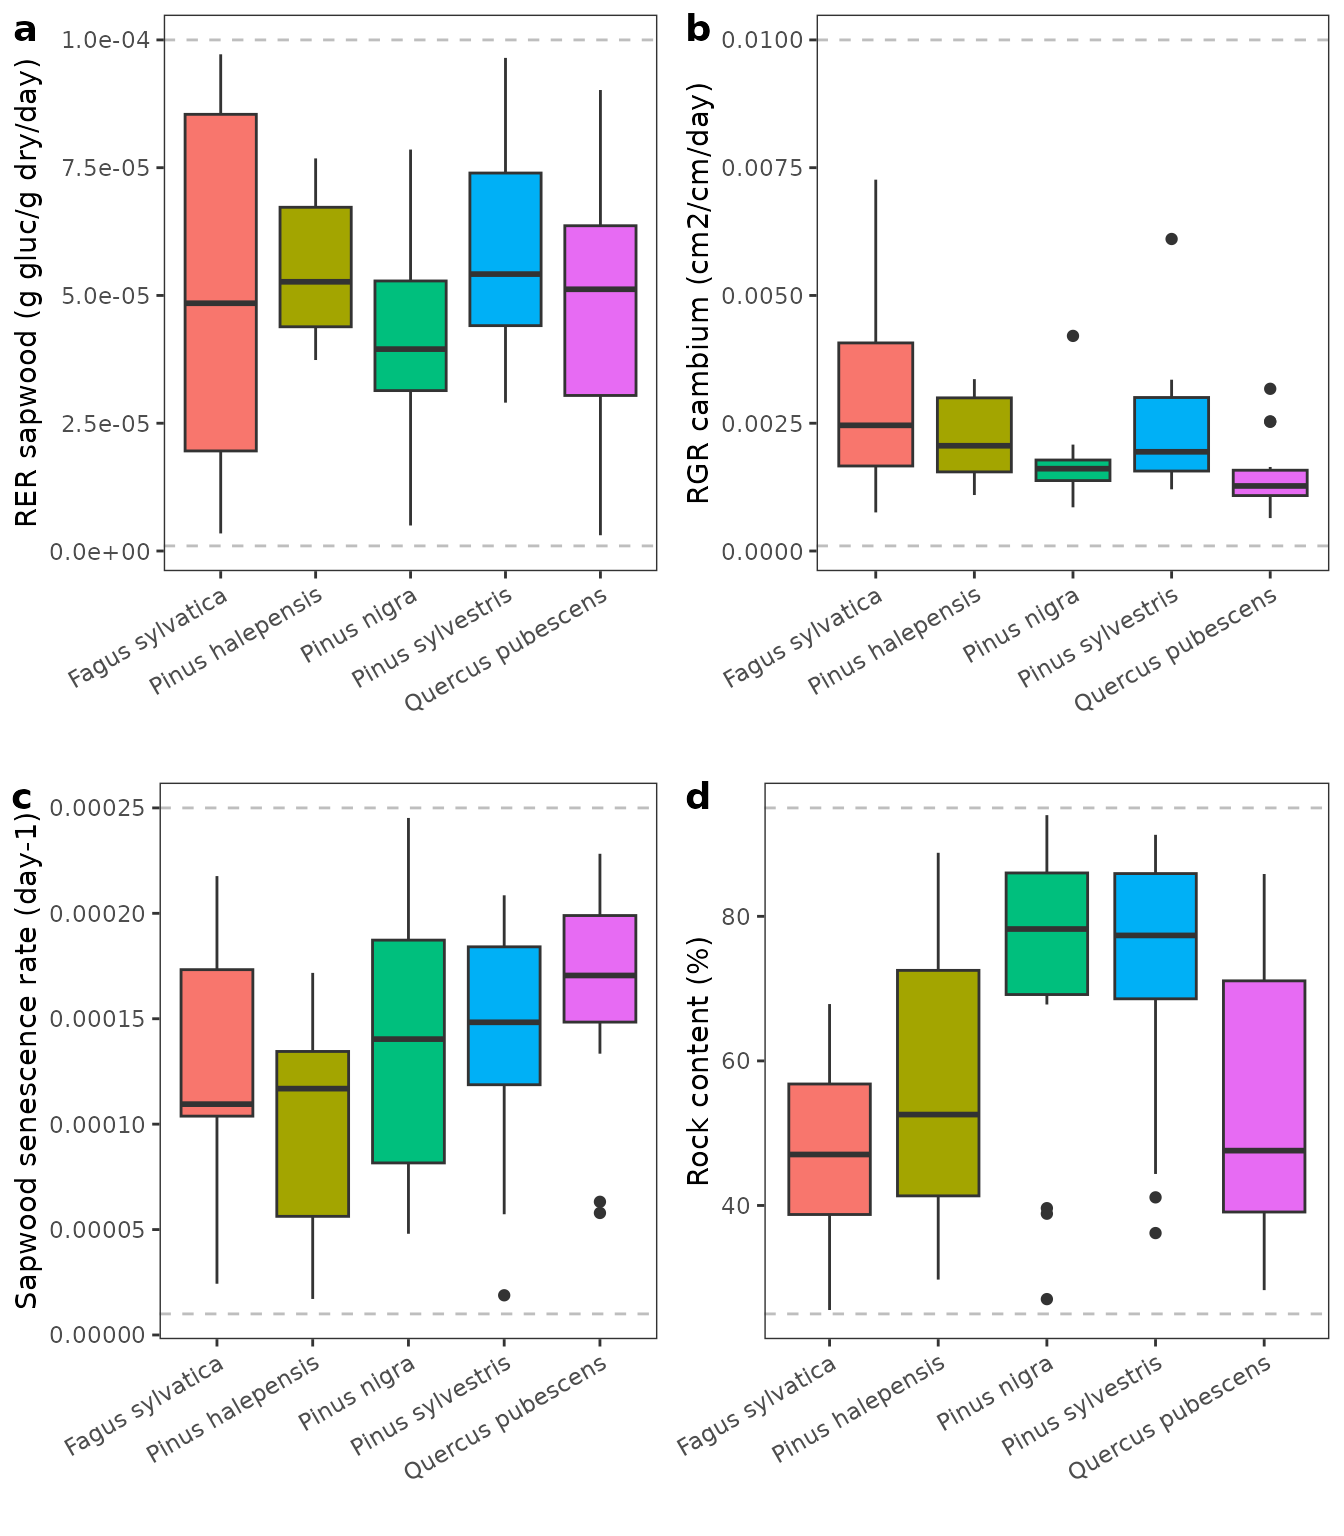 a
RER sapwood (g gluc/g dry/day)
1.0e-04
7.5e-05
5.0e-05
2.5e-05
0.0e+00
Fagus sylvatica
Pinus halepensis
Pinus nigra
Pinus sylvestris
Quercus pubescens
b
RGR cambium (cm2/cm/day)
0.0100
0.0075
0.0050
0.0025
0.0000
Fagus sylvatica
Pinus halepensis
Pinus nigra
Pinus sylvestris
Quercus pubescens
c
Sapwood senescence rate (day-1)
0.00025
0.00020
0.00015
0.00010
0.00005
0.00000
Fagus sylvatica
Pinus halepensis
Pinus nigra
Pinus sylvestris
Quercus pubescens
d
Rock content (%)
80
60
40
Fagus sylvatica
Pinus halepensis
Pinus nigra
Pinus sylvestris
Quercus pubescens